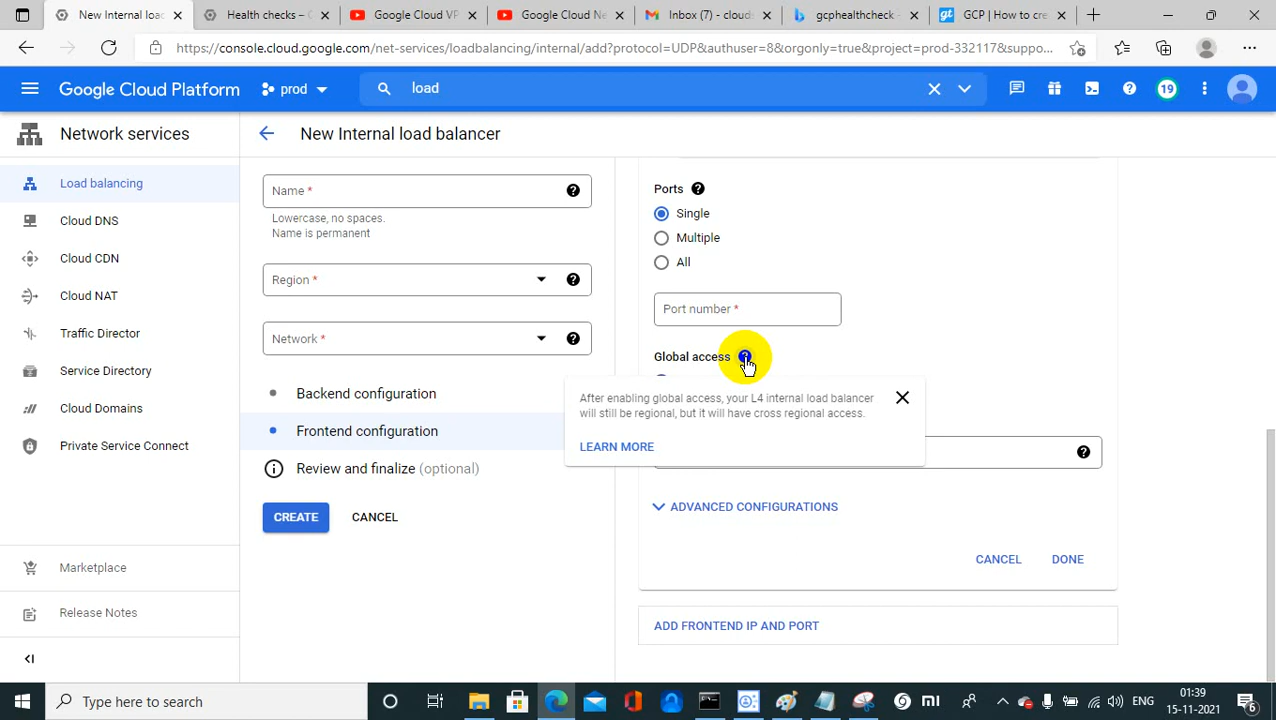 New Internal load
Health checks –
Google Cloud VP
Google Cloud Ne
Inbox (7) - clouds
gcphealthcheck -
GCP | How to cre
https://console.cloud.google.com/net-services/loadbalancing/internal/add?protocol=UDP&authuser=8&orgonly=true&project=prod-332117&suppo...
Google Cloud Platform
prod
load
19
Network services
New Internal load balancer
Load balancing
Cloud DNS
Cloud CDN
Cloud NAT
Traffic Director
Service Directory
Cloud Domains
Private Service Connect
Marketplace
Release Notes
Name *
Lowercase, no spaces.
Name is permanent
Region *
Network *
Backend configuration
Frontend configuration
Review and finalize (optional)
CREATE
CANCEL
Ports
Single
Multiple
All
Port number *
Global access
After enabling global access, your L4 internal load balancer
will still be regional, but it will have cross regional access.
LEARN MORE
ADVANCED CONFIGURATIONS
CANCEL
DONE
ADD FRONTEND IP AND PORT
Type here to search
ENG
01:39
15-11-2021
6